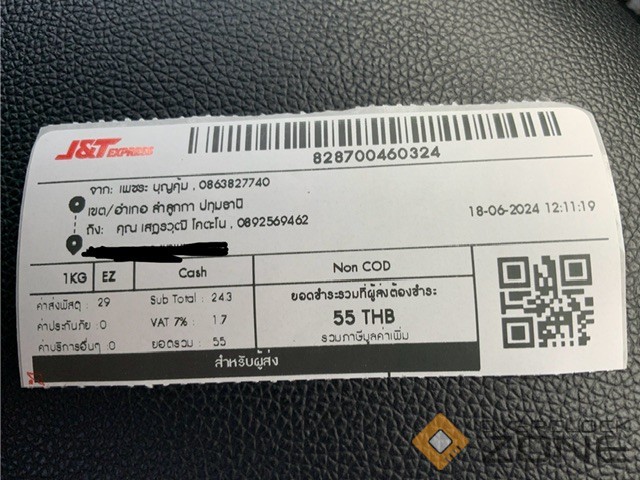 J&T EXPRESS
828700460324
จาก: เพชระ บุญคุ้ม , 0863827740
เขต/อำเภอ ลำลูกกา ปทุมธานี
18-06-2024 12:11:19
ถึง: คุณ เสฏฐวุฒิ โคตะโน , 0892569462
1KG EZ Cash Non COD
ค่าส่งพัสดุ : 29 Sub Total : 24.3 ยอดชำระรวมที่ผู้ส่งต้องชำระ
ค่าประกันภัย :0 VAT 7% : 1.7 55 THB
ค่าบริการอื่นๆ :0 ยอดรวม : 55 รวมภาษีมูลค่าเพิ่ม
สำหรับผู้ส่ง
ZONE